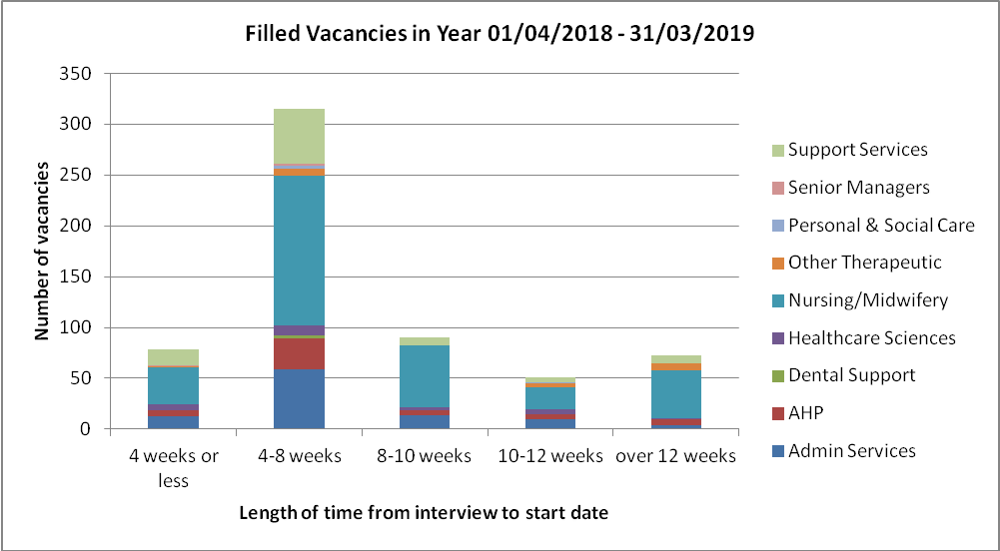 Filled Vacancies in Year 01/04/2018 - 31/03/2019
Number of vacancies
350
300
250
200
150
100
50
0
4 weeks or
less
4-8 weeks
8-10 weeks
10-12 weeks
over 12 weeks
Length of time from interview to start date
Support Services
Senior Managers
Personal & Social Care
Other Therapeutic
Nursing/Midwifery
Healthcare Sciences
Dental Support
AHP
Admin Services